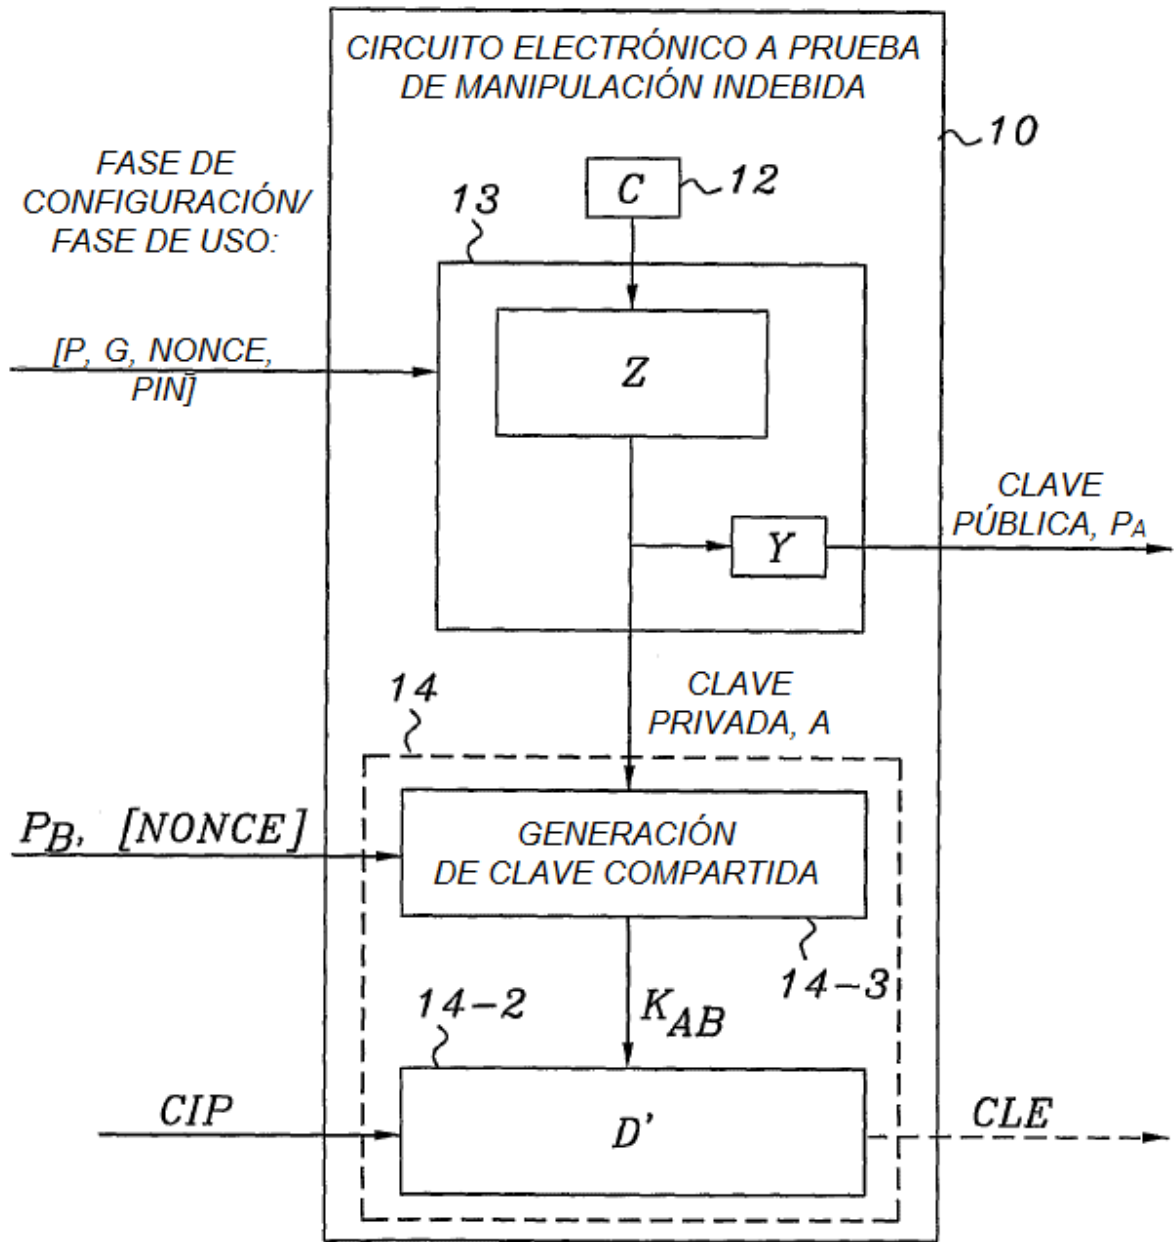 CIRCUITO ELECTRÓNICO A PRUEBA
DE MANIPULACIÓN INDEBIDA
10
FASE DE
CONFIGURACIÓN/
FASE DE USO:
C
12
13
[P, G, NONCE,
PIN]
Z
CLAVE
PÚBLICA, PA
Y
14
CLAVE
PRIVADA, A
PB, [NONCE]
GENERACIÓN
DE CLAVE COMPARTIDA
14-3
14-2
KAB
CIP
D'
CLE